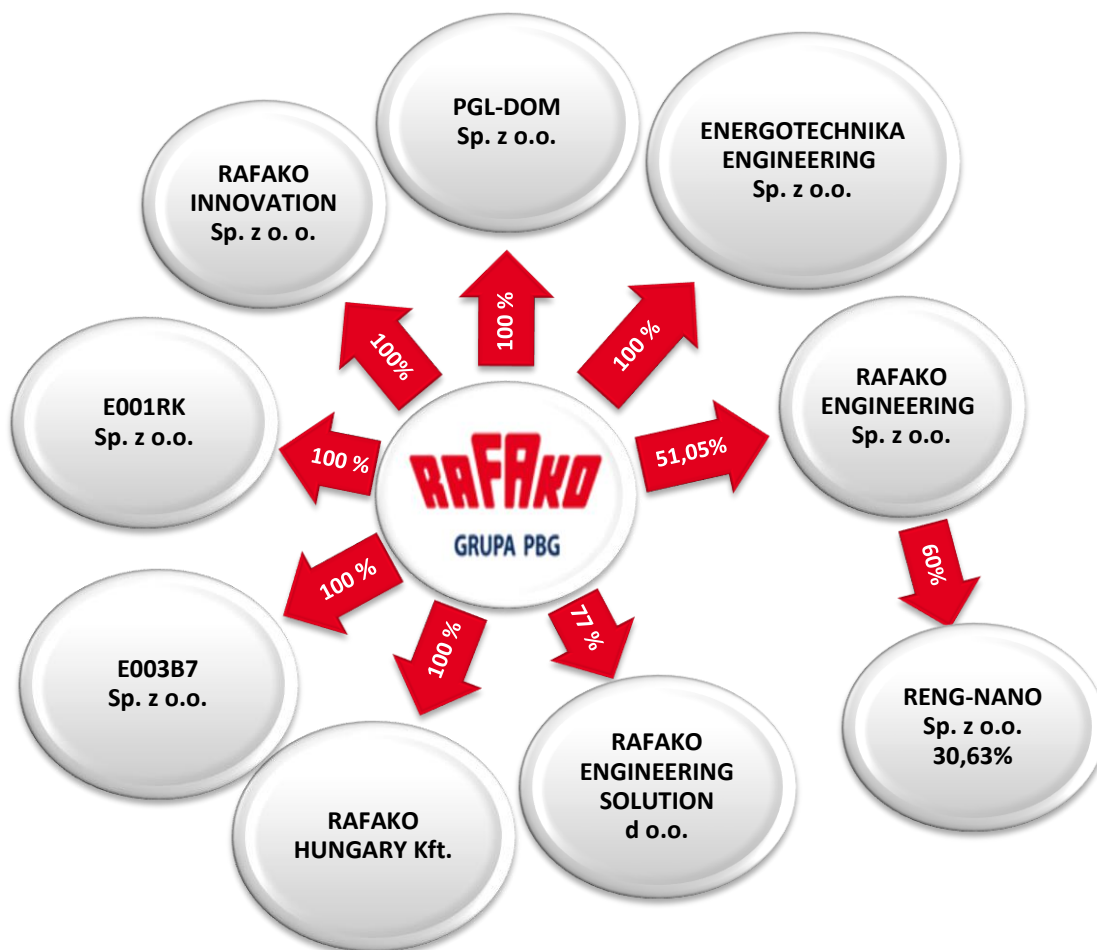 PGL-DOM
Sp. z o.o.
ENERGOTECHNIKA
ENGINEERING
Sp. z o.o.
RAFAKO
INNOVATION
Sp. z o. o.
100 %
100%
100 %
RAFAKO
ENGINEERING
Sp. z o.o.
E001RK
Sp. z o.o.
100 %
RAFAKO
GRUPA PBG
51,05%
60%
100 %
100 %
77 %
E003B7
Sp. z o.o.
RENG-NANO
Sp. z o.o.
30,63%
RAFAKO
ENGINEERING
SOLUTION
d o.o.
RAFAKO
HUNGARY Kft.